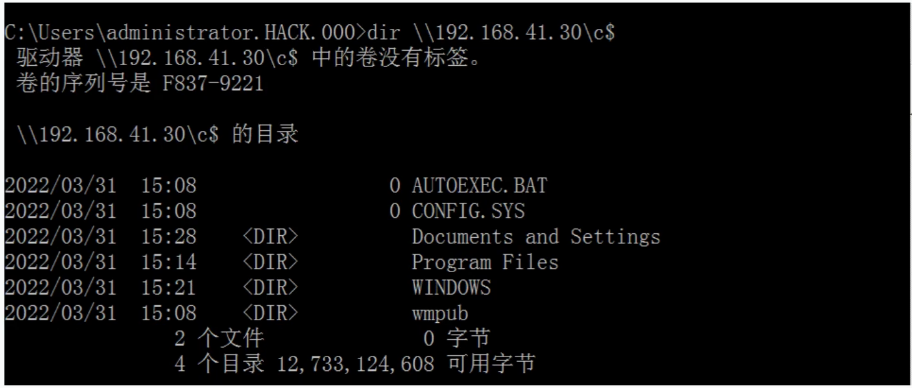 C:\Users\administrator.HACK.000>dir \\192.168.41.30\c$
驱动器 \\192.168.41.30\c$ 中的卷没有标签。
卷的序列号是 F837-9221
\\192.168.41.30\c$ 的目录
2022/03/31 15:08 0 AUTOEXEC.BAT
2022/03/31 15:08 0 CONFIG.SYS
2022/03/31 15:28 <DIR> Documents and Settings
2022/03/31 15:14 <DIR> Program Files
2022/03/31 15:21 <DIR> WINDOWS
2022/03/31 15:08 <DIR> wmpub
2 个文件 0 字节
4 个目录 12,733,124,608 可用字节